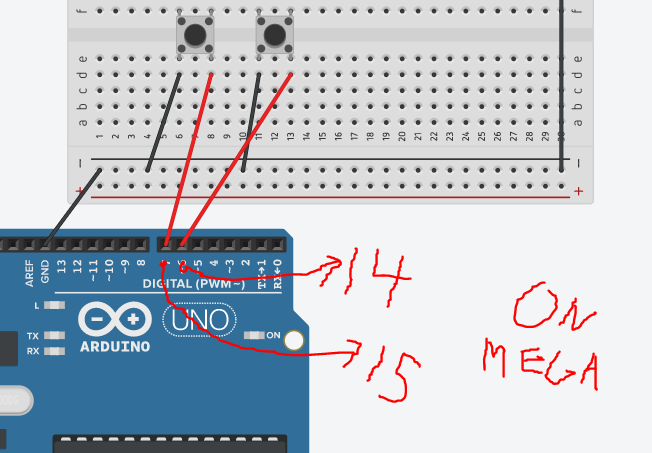 f f
e e
d d
c c
b b
a a
1 2 3 4 5 6 7 8 9 10 11 12 13 14 15 16 17 18 19 20 21 22 23 24 25 26 27 28 29
− −
+ +
AREF GND 13 12 ~11 ~10 ~9 8 7 ~5 4 ~3 2 TX→1 RX←0
DIGITAL (PWM~)
14
L
TX
RX
UNO
ARDUINO
ON
15
ON
MEGA